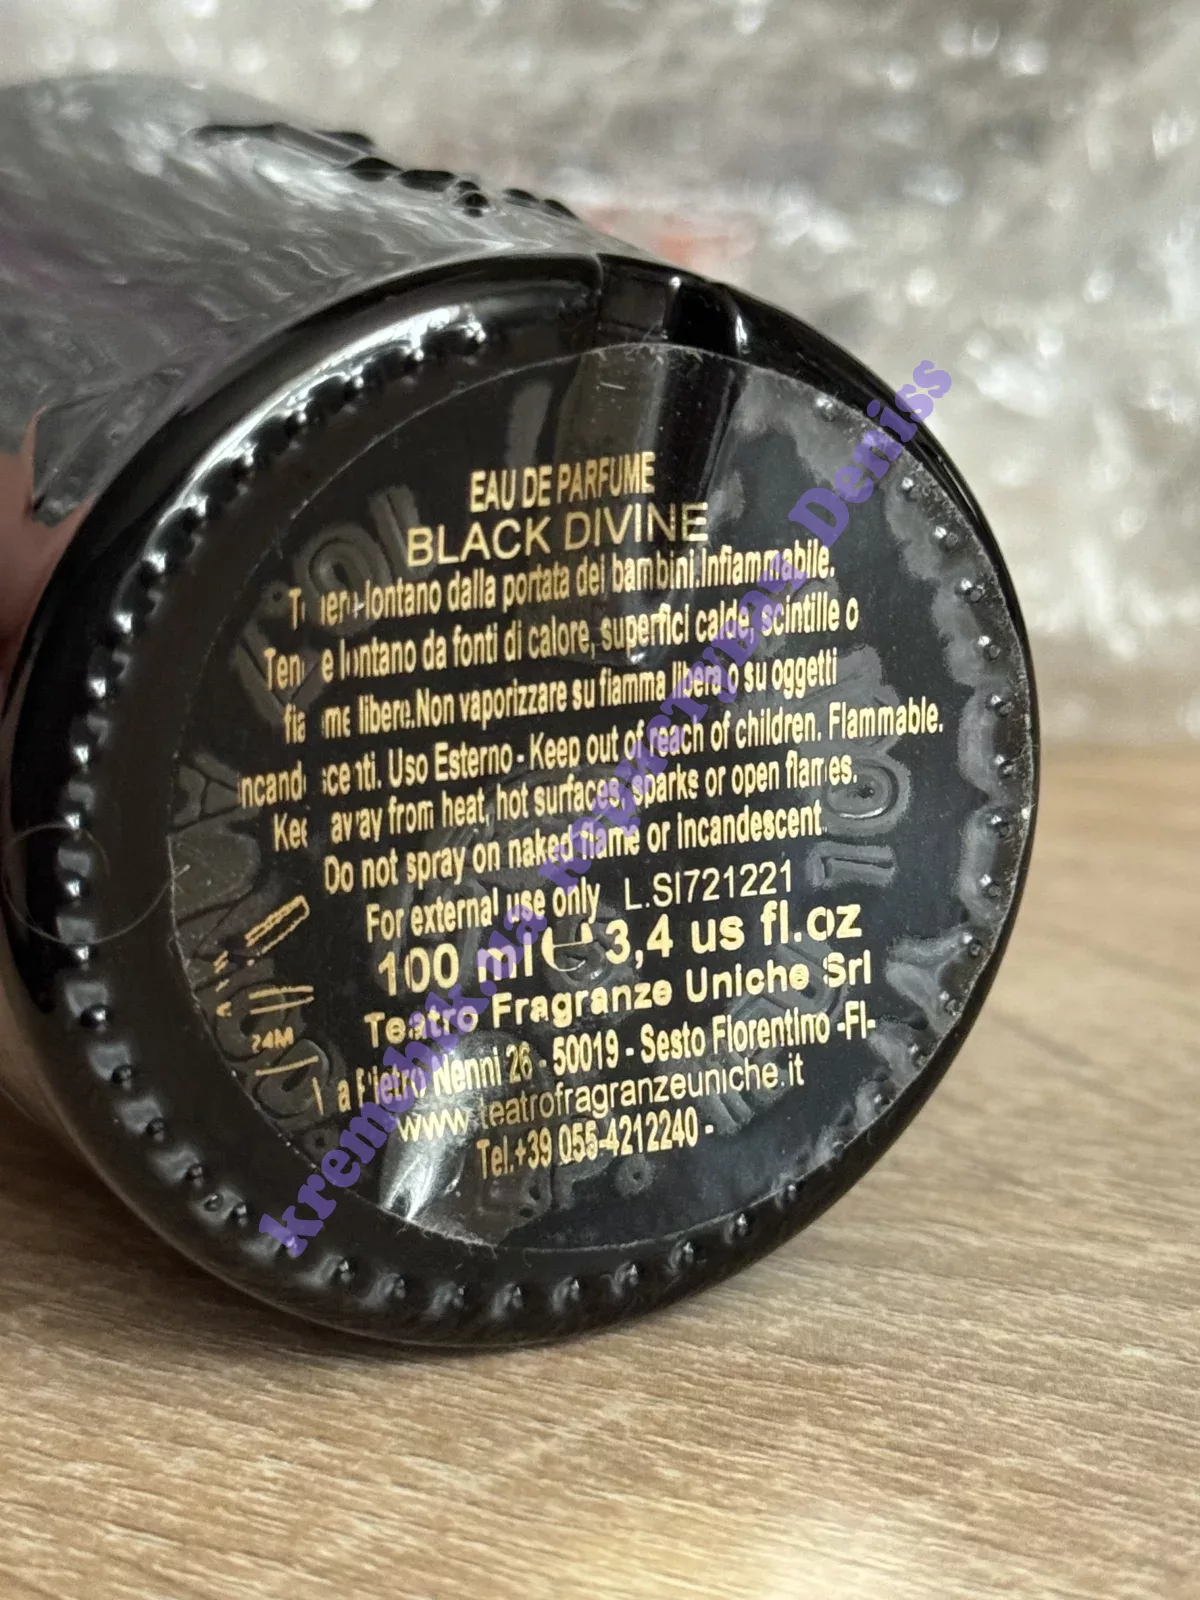 EAU DE PARFUME
BLACK DIVINE
lontano dalla portata dei bambini.Infiammabile.
lontano da fonti di calore, superfici calde, scintille o
libere.Non vaporizzare su fiamma libera o su oggetti
Uso Esterno - Keep out of reach of children. Flammable.
away from heat, hot surfaces, sparks or open flames.
Do not spray on naked flame or incandescent
For external use only L.SI721221
100 ml ℮ 3,4 us fl.oz
Teatro Fragranze Uniche Srl
Pietro Nenni 26 - 50019 - Sesto Fiorentino -FI-
www.teatrofragranzeuniche.it
Tel.+39 055-4212240 -
24M
Deniss